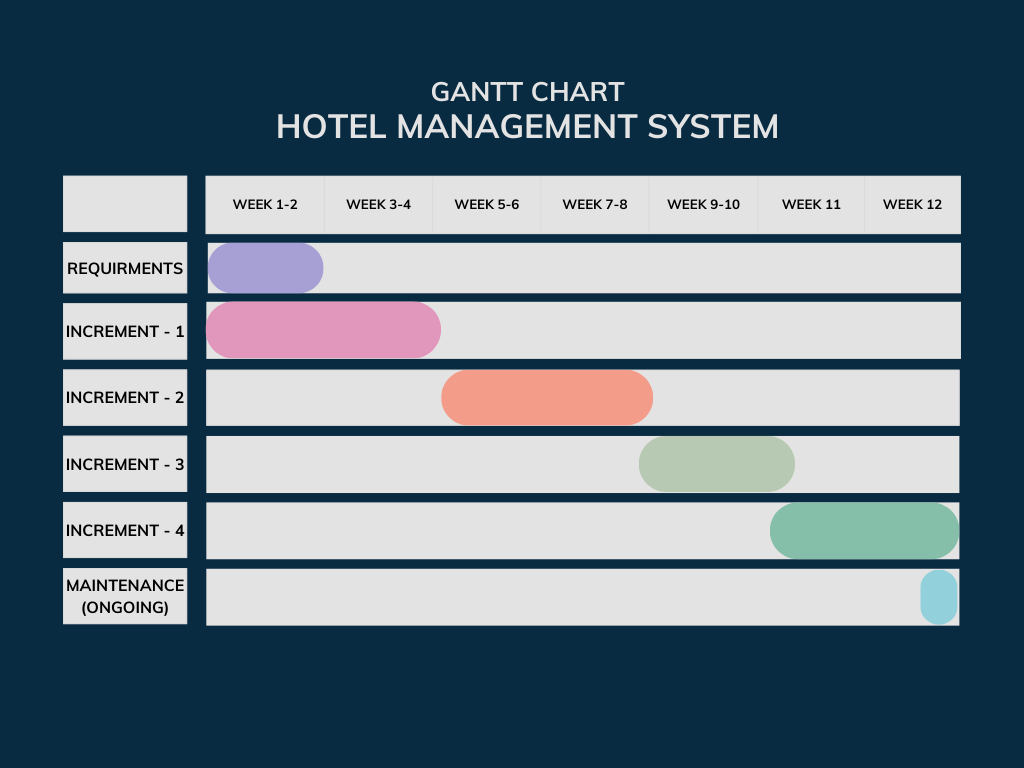 GANTT CHART
HOTEL MANAGEMENT SYSTEM
WEEK 1-2 WEEK 3-4 WEEK 5-6 WEEK 7-8 WEEK 9-10 WEEK 11 WEEK 12
REQUIRMENTS
INCREMENT - 1
INCREMENT - 2
INCREMENT - 3
INCREMENT - 4
MAINTENANCE
(ONGOING)